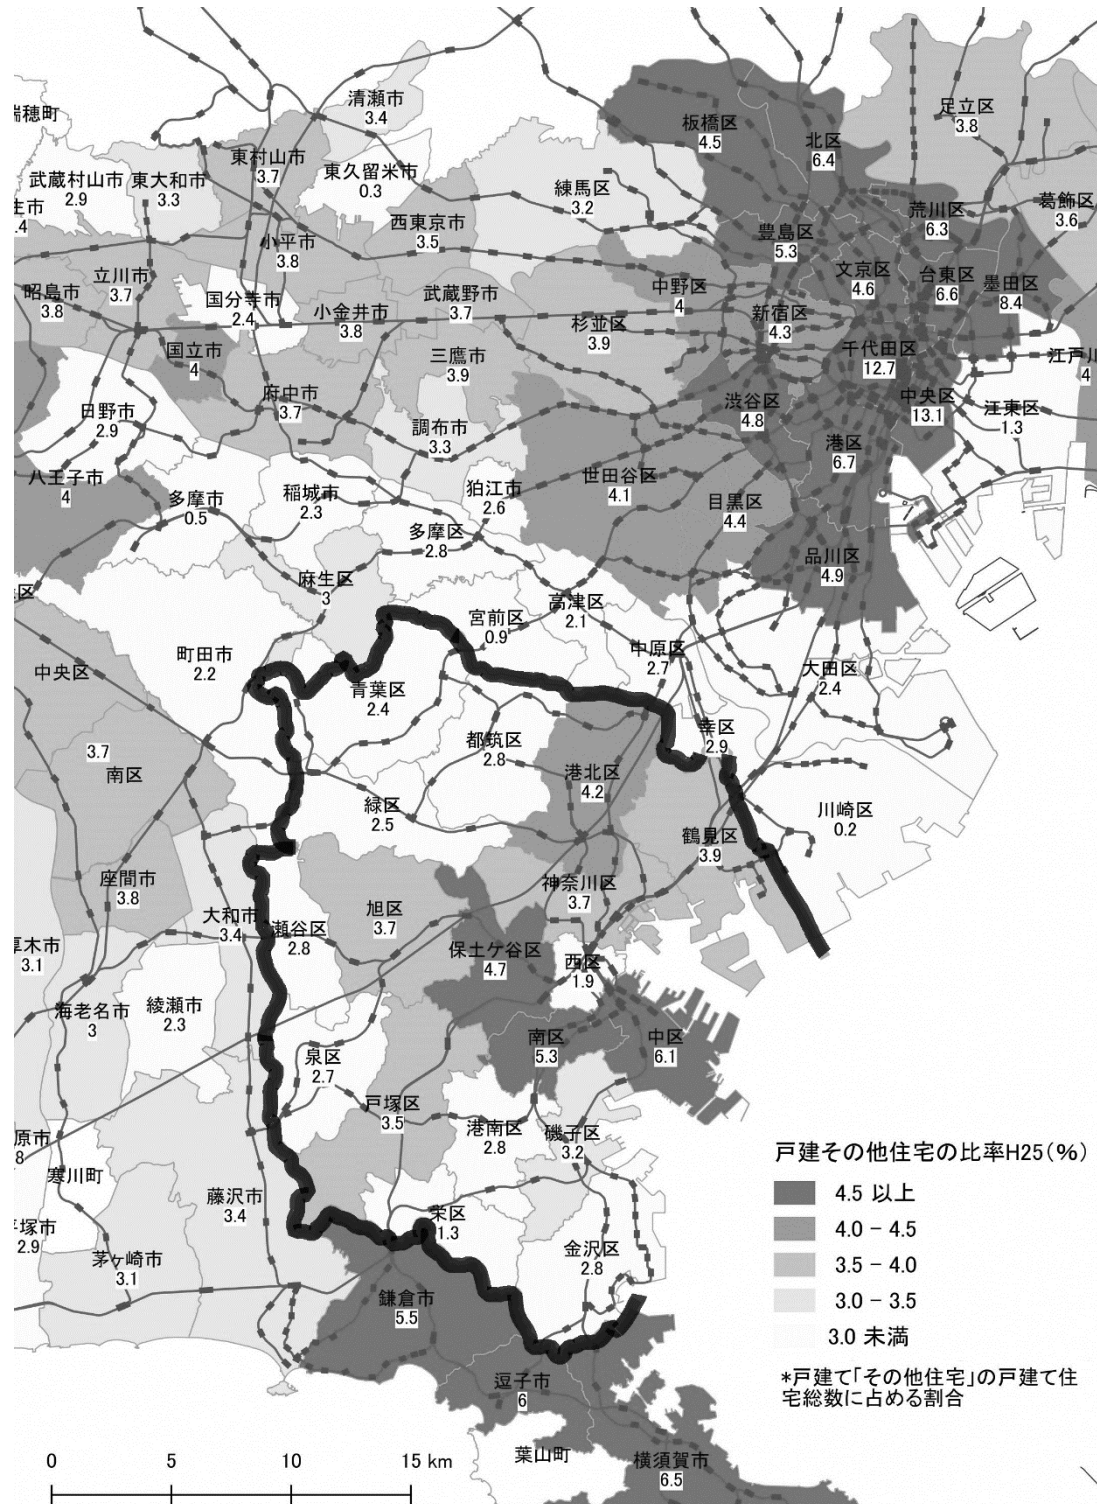 清瀬市
3.4
瑞穂町
板橋区
4.5
足立区
3.8
北区
6.4
東村山市
3.7
東久留米市
0.3
武蔵村山市
2.9
東大和市
3.3
練馬区
3.2
葛飾区
3.6
荒川区
6.3
生市
.4
西東京市
3.5
豊島区
5.3
小平市
3.8
文京区
4.6
台東区
6.6
墨田区
8.4
立川市
3.7
昭島市
3.8
国分寺市
2.4
小金井市
3.8
武蔵野市
3.7
中野区
4
新宿区
4.3
杉並区
3.9
国立市
4
三鷹市
3.9
千代田区
12.7
江戸川
4
日野市
2.9
府中市
3.7
渋谷区
4.8
中央区
13.1
江東区
1.3
調布市
3.3
港区
6.7
八王子市
4
多摩市
0.5
稲城市
2.3
狛江市
2.6
世田谷区
4.1
目黒区
4.4
多摩区
2.8
品川区
4.9
麻生区
3
区
宮前区
0.9
高津区
2.1
町田市
2.2
中央区
中原区
2.7
大田区
2.4
青葉区
2.4
都筑区
2.8
幸区
2.9
3.7
南区
港北区
4.2
緑区
2.5
川崎区
0.2
鶴見区
3.9
座間市
3.8
神奈川区
3.7
大和市
3.4
瀬谷区
2.8
旭区
3.7
厚木市
3.1
保土ケ谷区
4.7
西区
1.9
海老名市
3
綾瀬市
2.3
泉区
2.7
南区
5.3
中区
6.1
戸塚区
3.5
港南区
2.8
磯子区
3.2
原市
8
寒川町
藤沢市
3.4
栄区
1.3
平塚市
2.9
茅ヶ崎市
3.1
金沢区
2.8
鎌倉市
5.5
逗子市
6
葉山町
横須賀市
6.5
戸建その他住宅の比率H25(%)
4.5 以上
4.0 – 4.5
3.5 – 4.0
3.0 – 3.5
3.0 未満
*戸建て「その他住宅」の戸建て住
宅総数に占める割合
0 5 10 15 km